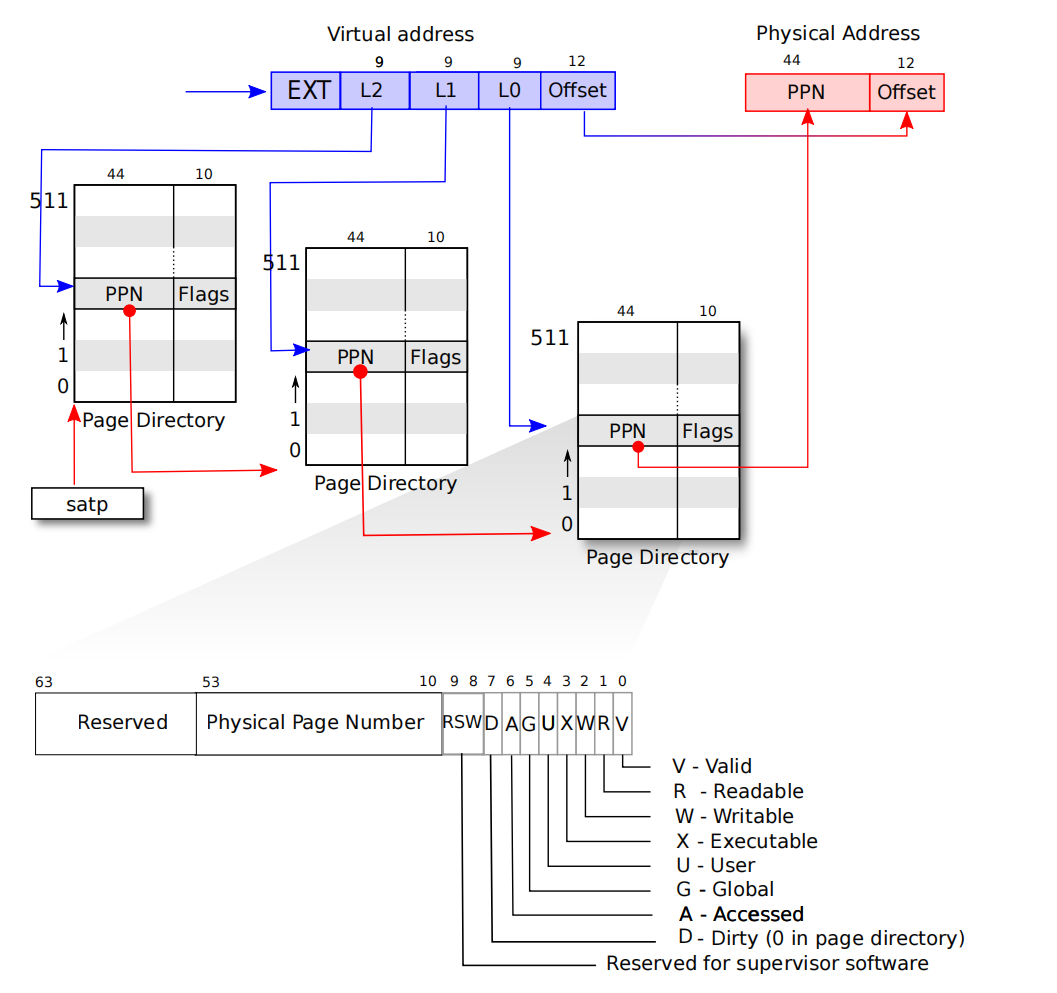 Virtual address
Physical Address
9 9 9 12
44 12
EXT L2 L1 L0 Offset
PPN Offset
44 10
511
PPN Flags
1
0
Page Directory
satp
44 10
511
PPN Flags
1
0
Page Directory
44 10
511
PPN Flags
1
0
Page Directory
63 53 10 9 8 7 6 5 4 3 2 1 0
Reserved Physical Page Number RSW D A G U X W R V
V - Valid
R - Readable
W - Writable
X - Executable
U - User
G - Global
A - Accessed
D - Dirty (0 in page directory)
Reserved for supervisor software